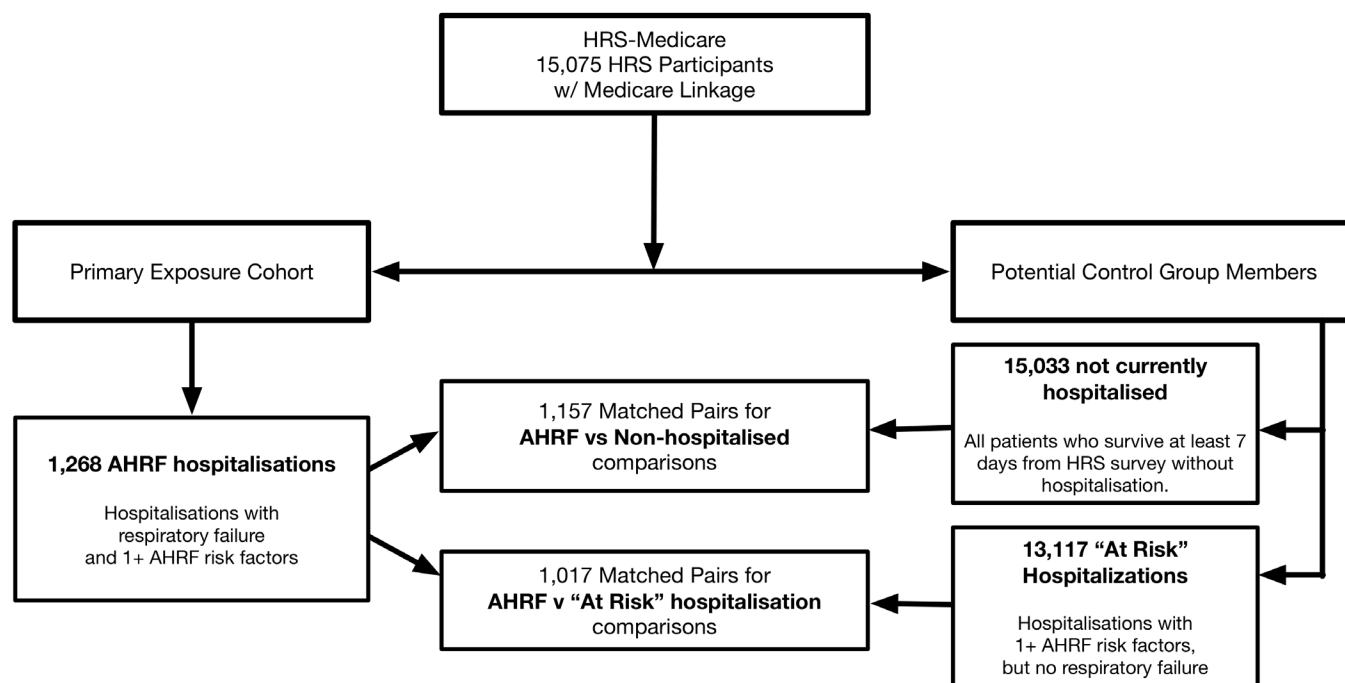 HRS-Medicare
15,075 HRS Participants
w/ Medicare Linkage
Primary Exposure Cohort
Potential Control Group Members
1,268 AHRF hospitalisations
Hospitalisations with
respiratory failure
and 1+ AHRF risk factors
1,157 Matched Pairs for
AHRF vs Non-hospitalised
comparisons
1,017 Matched Pairs for
AHRF v “At Risk” hospitalisation
comparisons
15,033 not currently
hospitalised
All patients who survive at least 7
days from HRS survey without
hospitalisation.
13,117 “At Risk”
Hospitalizations
Hospitalisations with
1+ AHRF risk factors,
but no respiratory failure